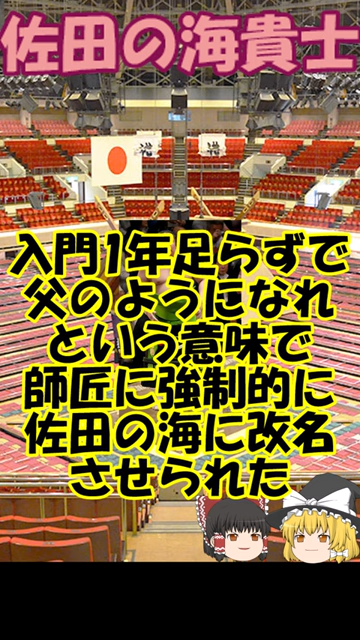 佐田の海貴士
入門1年足らずで
父のようになれ
という意味で
師匠に強制的に
佐田の海に改名
させられた